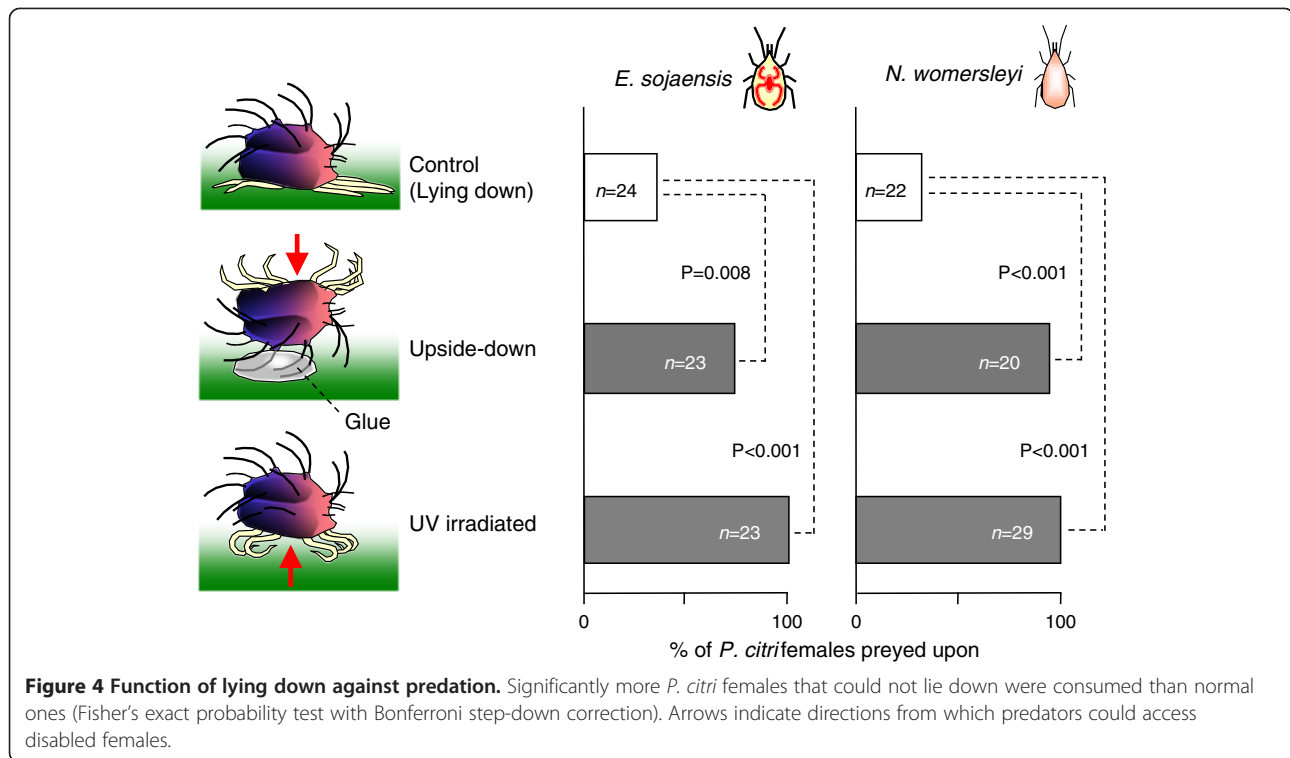 E. sojaensis
N. womersleyi
Control
(Lying down)
n=24
n=22
P=0.008
P<0.001
Upside-down
n=23
n=20
Glue
P<0.001
P<0.001
UV irradiated
n=23
n=29
0
100
0
100
% of P. citri females preyed upon
Figure 4 Function of lying down against predation. Significantly more P. citri females that could not lie down were consumed than normal
ones (Fisher's exact probability test with Bonferroni step-down correction). Arrows indicate directions from which predators could access
disabled females.